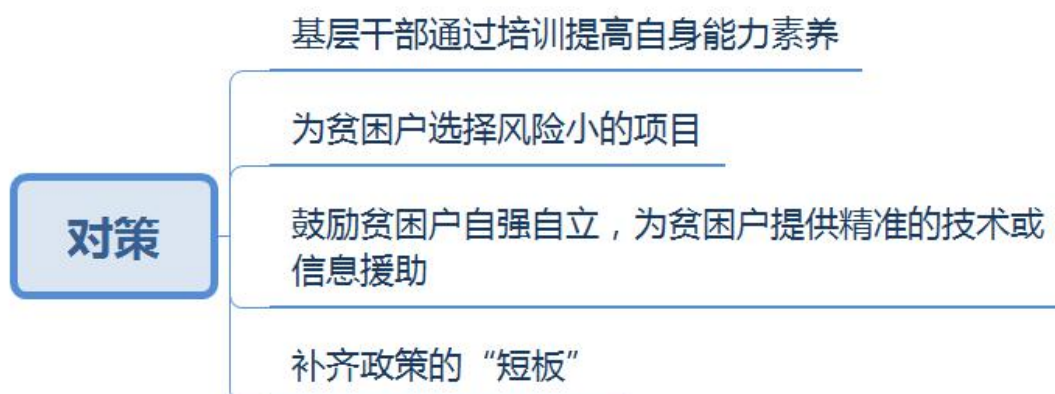 基层干部通过培训提高自身能力素养
为贫困户选择风险小的项目
对策
鼓励贫困户自强自立，为贫困户提供精准的技术或
信息援助
补齐政策的“短板”